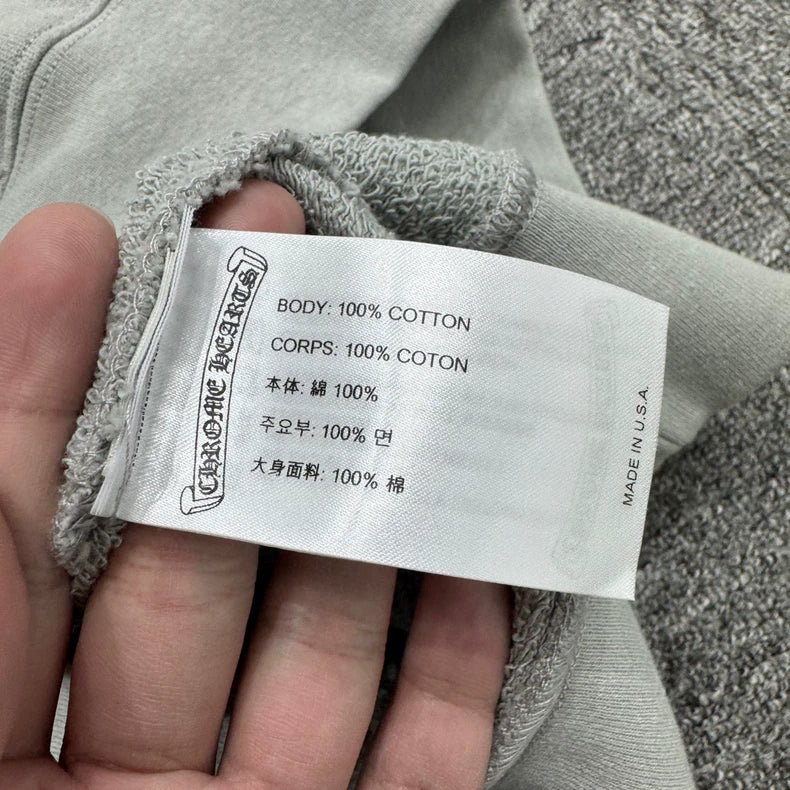 CHROME HEARTS
BODY: 100% COTTON
CORPS: 100% COTON
本体: 綿 100%
주요부: 100% 면
大身面料: 100% 棉
MADE IN U.S.A.